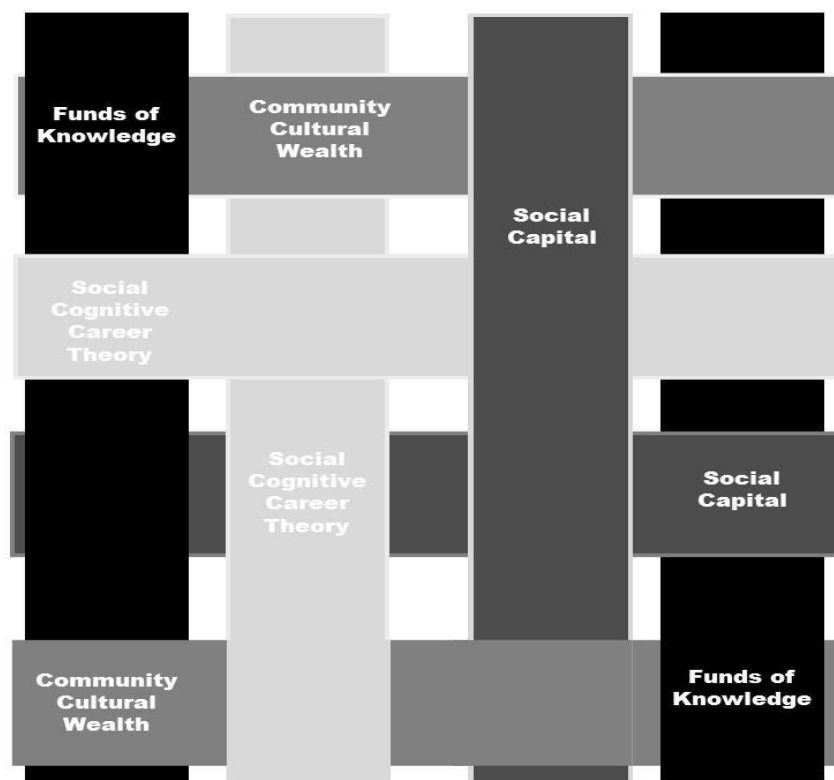 Funds of
Knowledge
Community
Cultural
Wealth
Social
Capital
Social
Cognitive
Career
Theory
Social
Cognitive
Career
Theory
Social
Capital
Community
Cultural
Wealth
Funds of
Knowledge